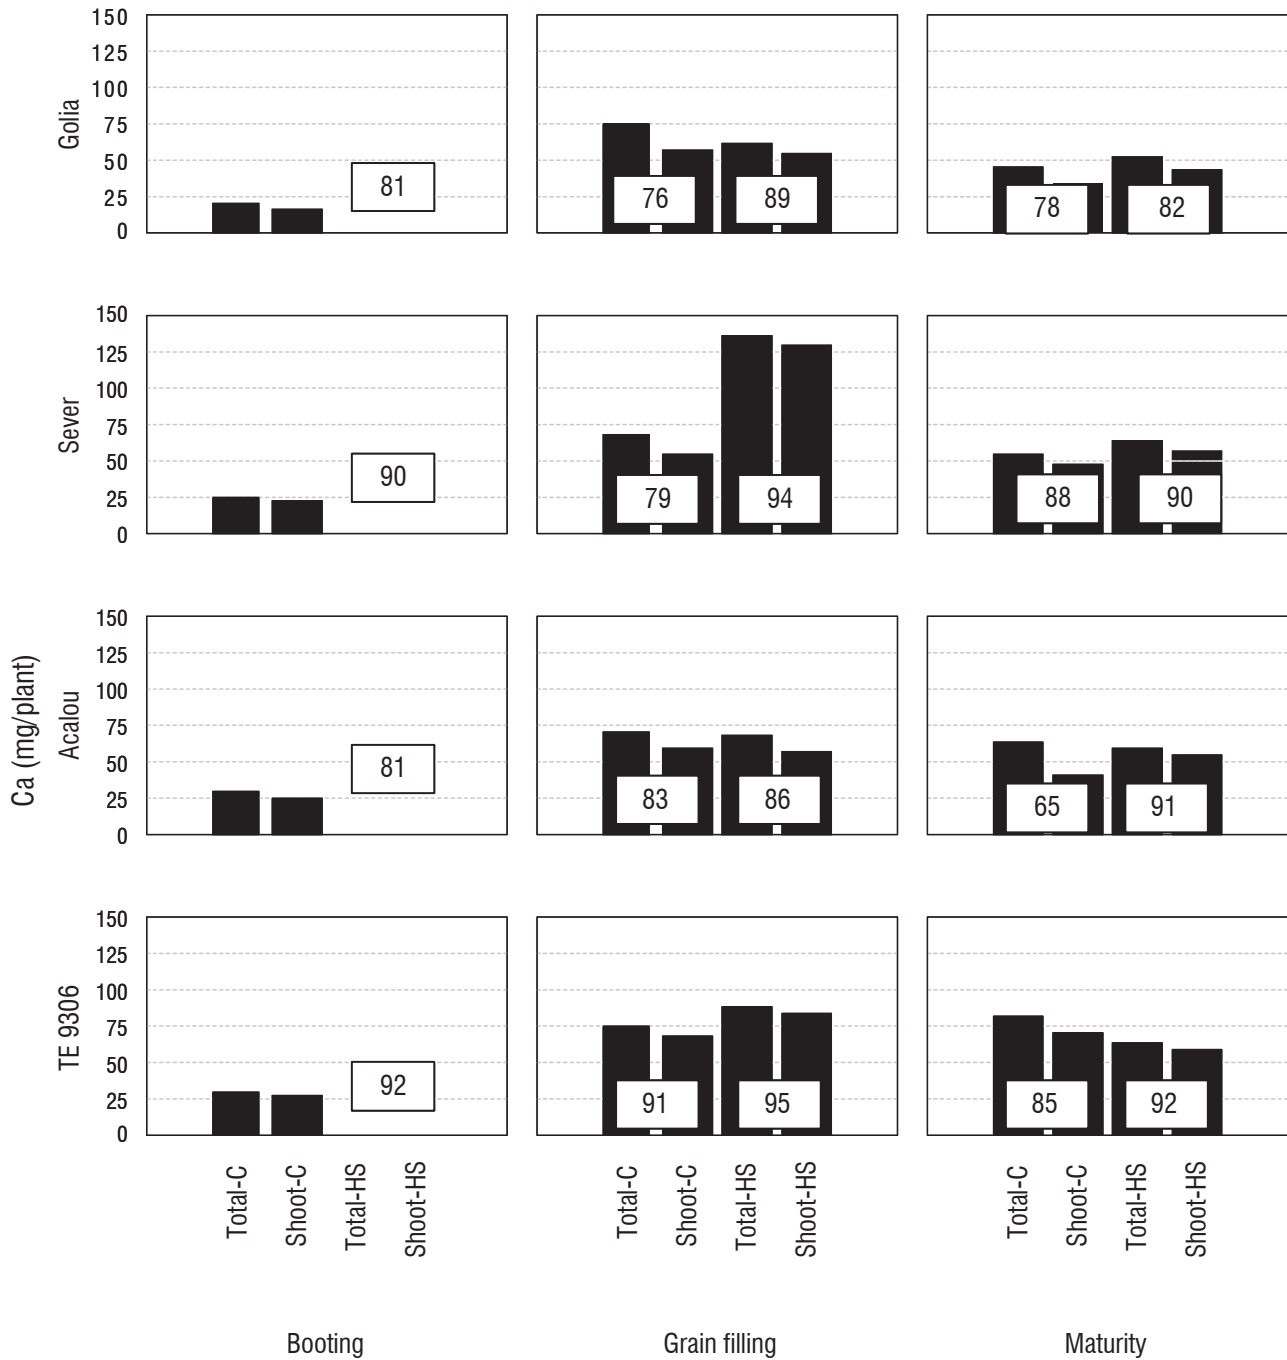 Ca (mg/plant)
Golia
150
125
100
75
50
25
0
81
76
89
78
82
Sever
150
125
100
75
50
25
0
90
79
94
88
90
Acalou
150
125
100
75
50
25
0
81
83
86
65
91
TE 9306
150
125
100
75
50
25
0
92
91
95
85
92
Total-C
Shoot-C
Total-HS
Shoot-HS
Total-C
Shoot-C
Total-HS
Shoot-HS
Total-C
Shoot-C
Total-HS
Shoot-HS
Booting
Grain filling
Maturity